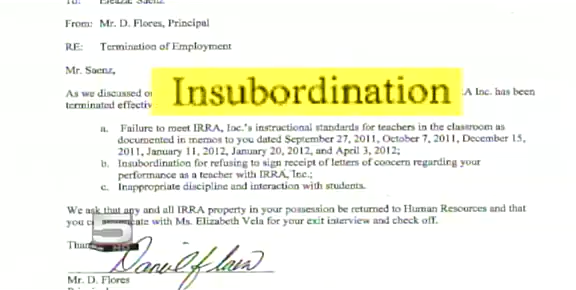 To: Eleazar Saenz
From: Mr. D. Flores, Principal
RE: Termination of Employment
Mr. Saenz,
As we discussed o
Insubordination
A Inc. has been
terminated effectiv
a. Failure to meet IRRA, Inc.'s instructional standards for teachers in the classroom as
documented in memos to you dated September 27, 2011, October 7, 2011, December 15,
2011, January 11, 2012, January 20, 2012, and April 3, 2012;
b. Insubordination for refusing to sign receipt of letters of concern regarding your
performance as a teacher with IRRA, Inc.;
c. Inappropriate discipline and interaction with students.
We ask that any and all IRRA property in your possession be returned to Human Resources and that
you with Ms. Elizabeth Vela for your exit interview and check off.
5
HD
Mr. D. Flores